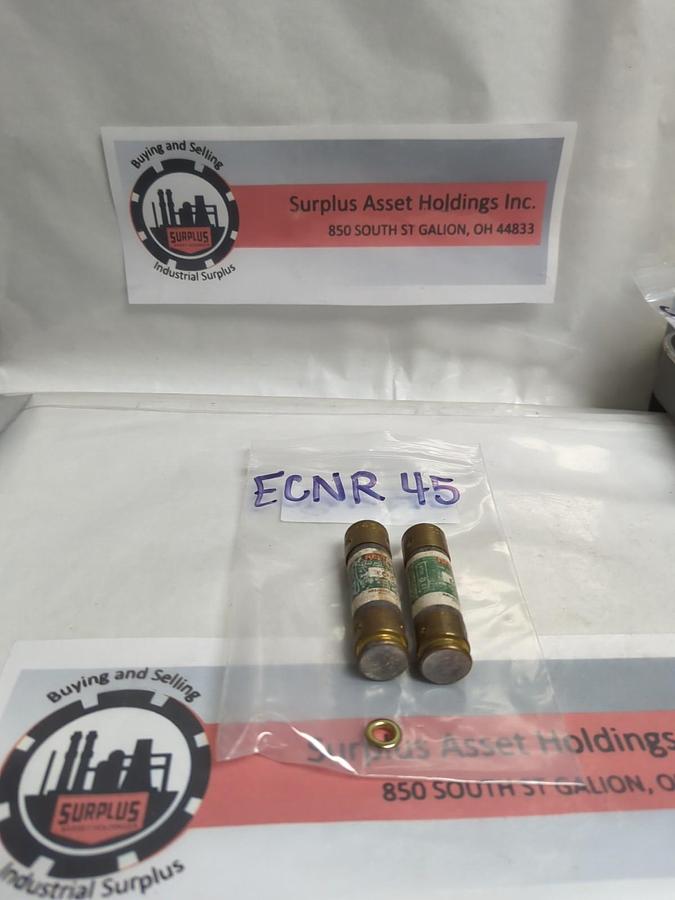 Buying and Selling
SURPLUS
Industrial Surplus
Surplus Asset Holdings Inc.
850 SOUTH ST GALION, OH 44833
ECNR 45
Buying and Selling
SURPLUS
Industrial Surplus
Surplus Asset Holdings
850 SOUTH ST GALION,